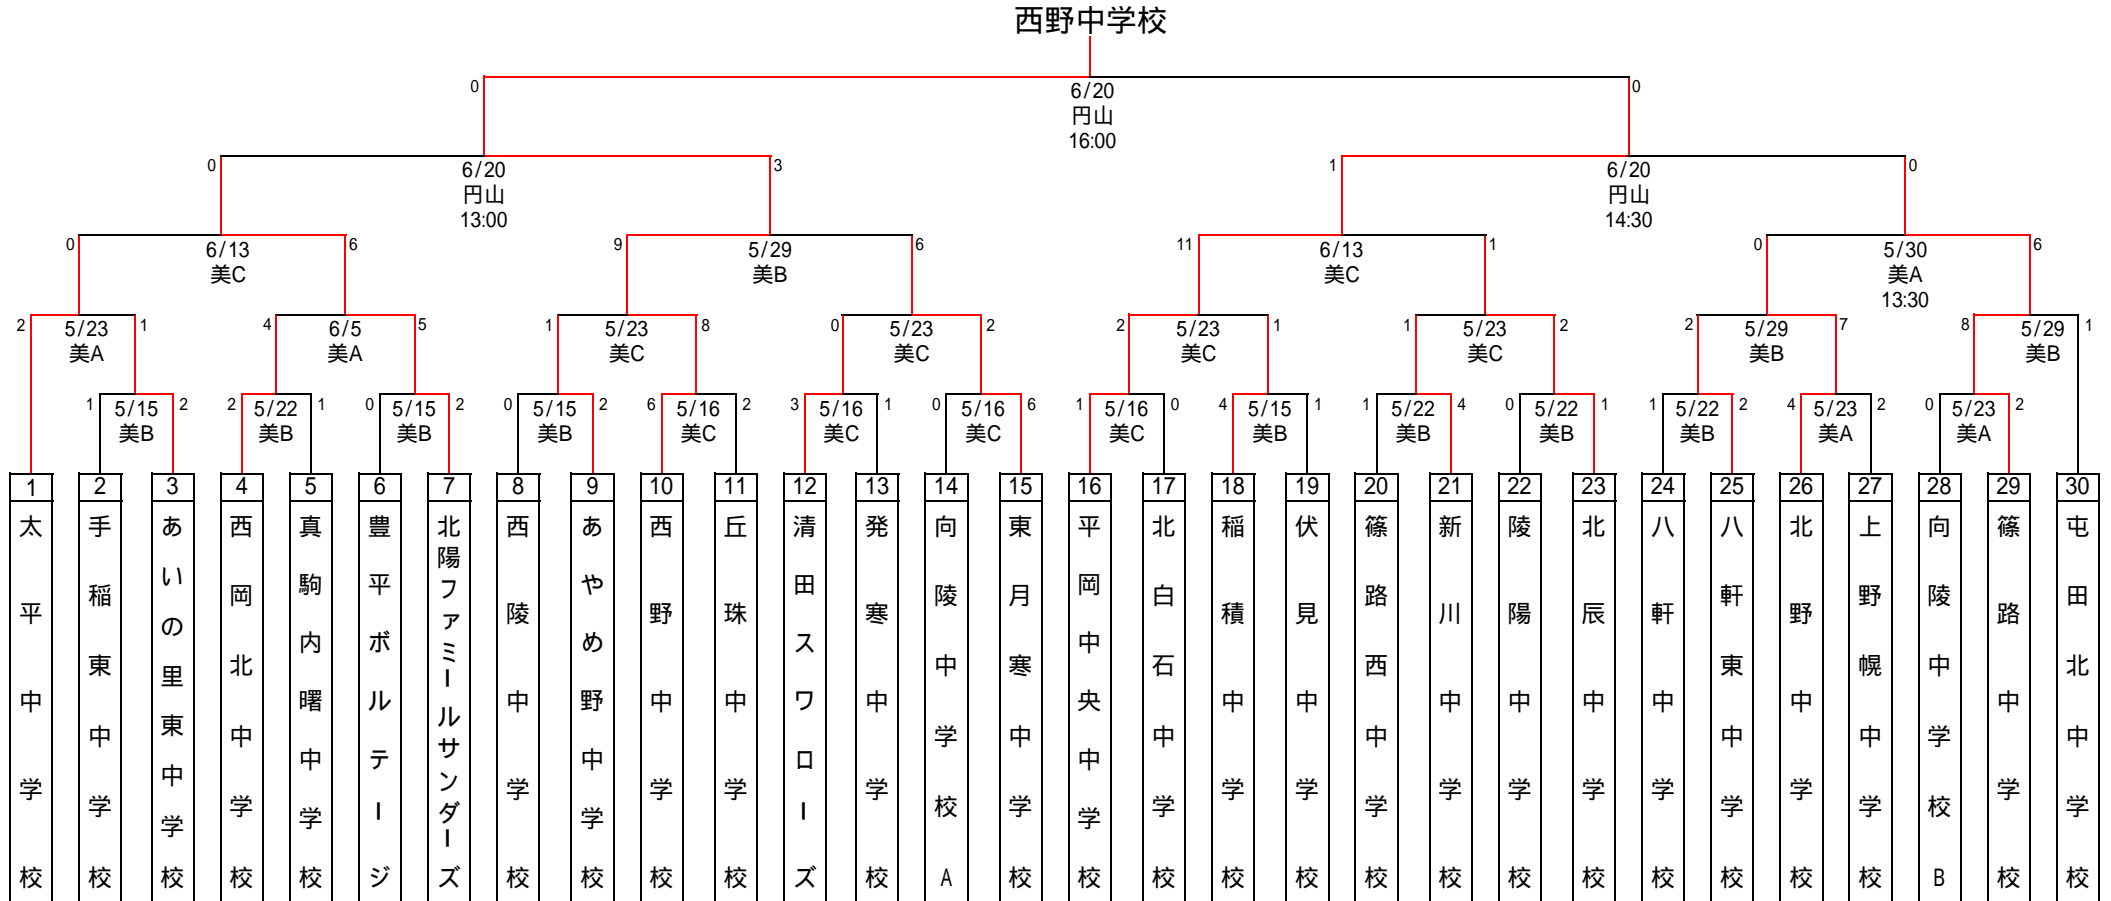 西野中学校
0 0
6/20
円山
16:00
0 3 1 0
6/20 6/20
円山 円山
13:00 14:30
0 6 9 6 11 1 0 6
6/13 5/29 6/13 5/30
美C 美B 美C 美A
13:30
2 1 4 5 1 8 0 2 2 1 1 2 2 7 8 1
5/23 6/5 5/23 5/23 5/23 5/23 5/29 5/29
美A 美A 美C 美C 美C 美C 美B 美B
1 2 2 1 0 2 0 2 6 2 3 1 0 6 1 0 4 1 1 4 0 1 1 2 4 2 0 2
5/15 5/22 5/15 5/15 5/16 5/16 5/16 5/16 5/15 5/22 5/22 5/22 5/23 5/23
美B 美B 美B 美B 美C 美C 美C 美C 美B 美B 美B 美B 美A 美A
1 太平中学校
2 手稲東中学校
3 あいの里東中学校
4 西岡北中学校
5 真駒内曙中学校
6 豊平ボルテージ
7 北陽ファミールサンダーズ
8 西陵中学校
9 あやめ野中学校
10 西野中学校
11 丘珠中学校
12 清田スワローズ
13 発寒中学校
14 向陵中学校A
15 東月寒中学校
16 平岡中央中学校
17 北白石中学校
18 稲積中学校
19 伏見中学校
20 篠路西中学校
21 新川中学校
22 陵陽中学校
23 北辰中学校
24 八軒中学校
25 八軒東中学校
26 北野中学校
27 上野幌中学校
28 向陵中学校B
29 篠路中学校
30 屯田北中学校